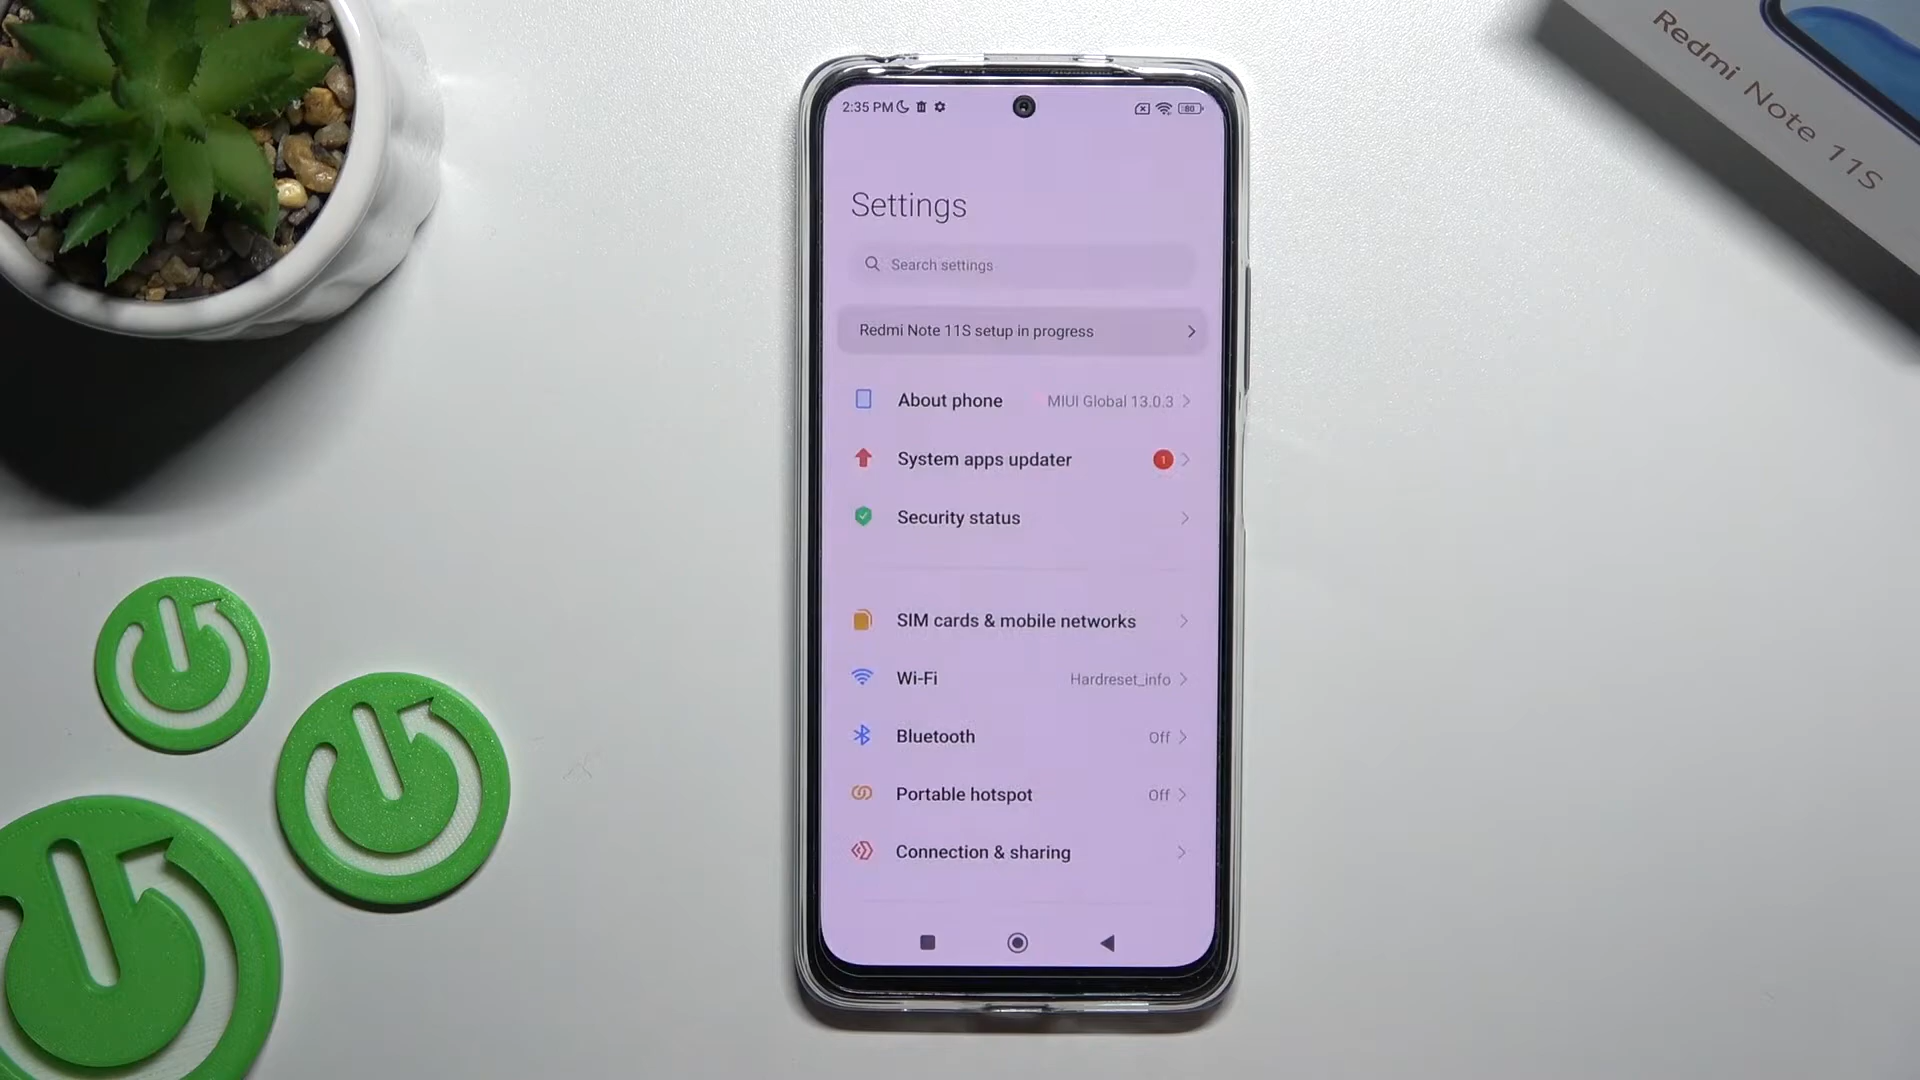 Redmi Note 11S
2:35 PM
80
Settings
Search settings
Redmi Note 11S setup in progress
About phone MIUI Global 13.0.3
System apps updater 1
Security status
SIM cards & mobile networks
Wi-Fi Hardreset_info
Bluetooth Off
Portable hotspot Off
Connection & sharing